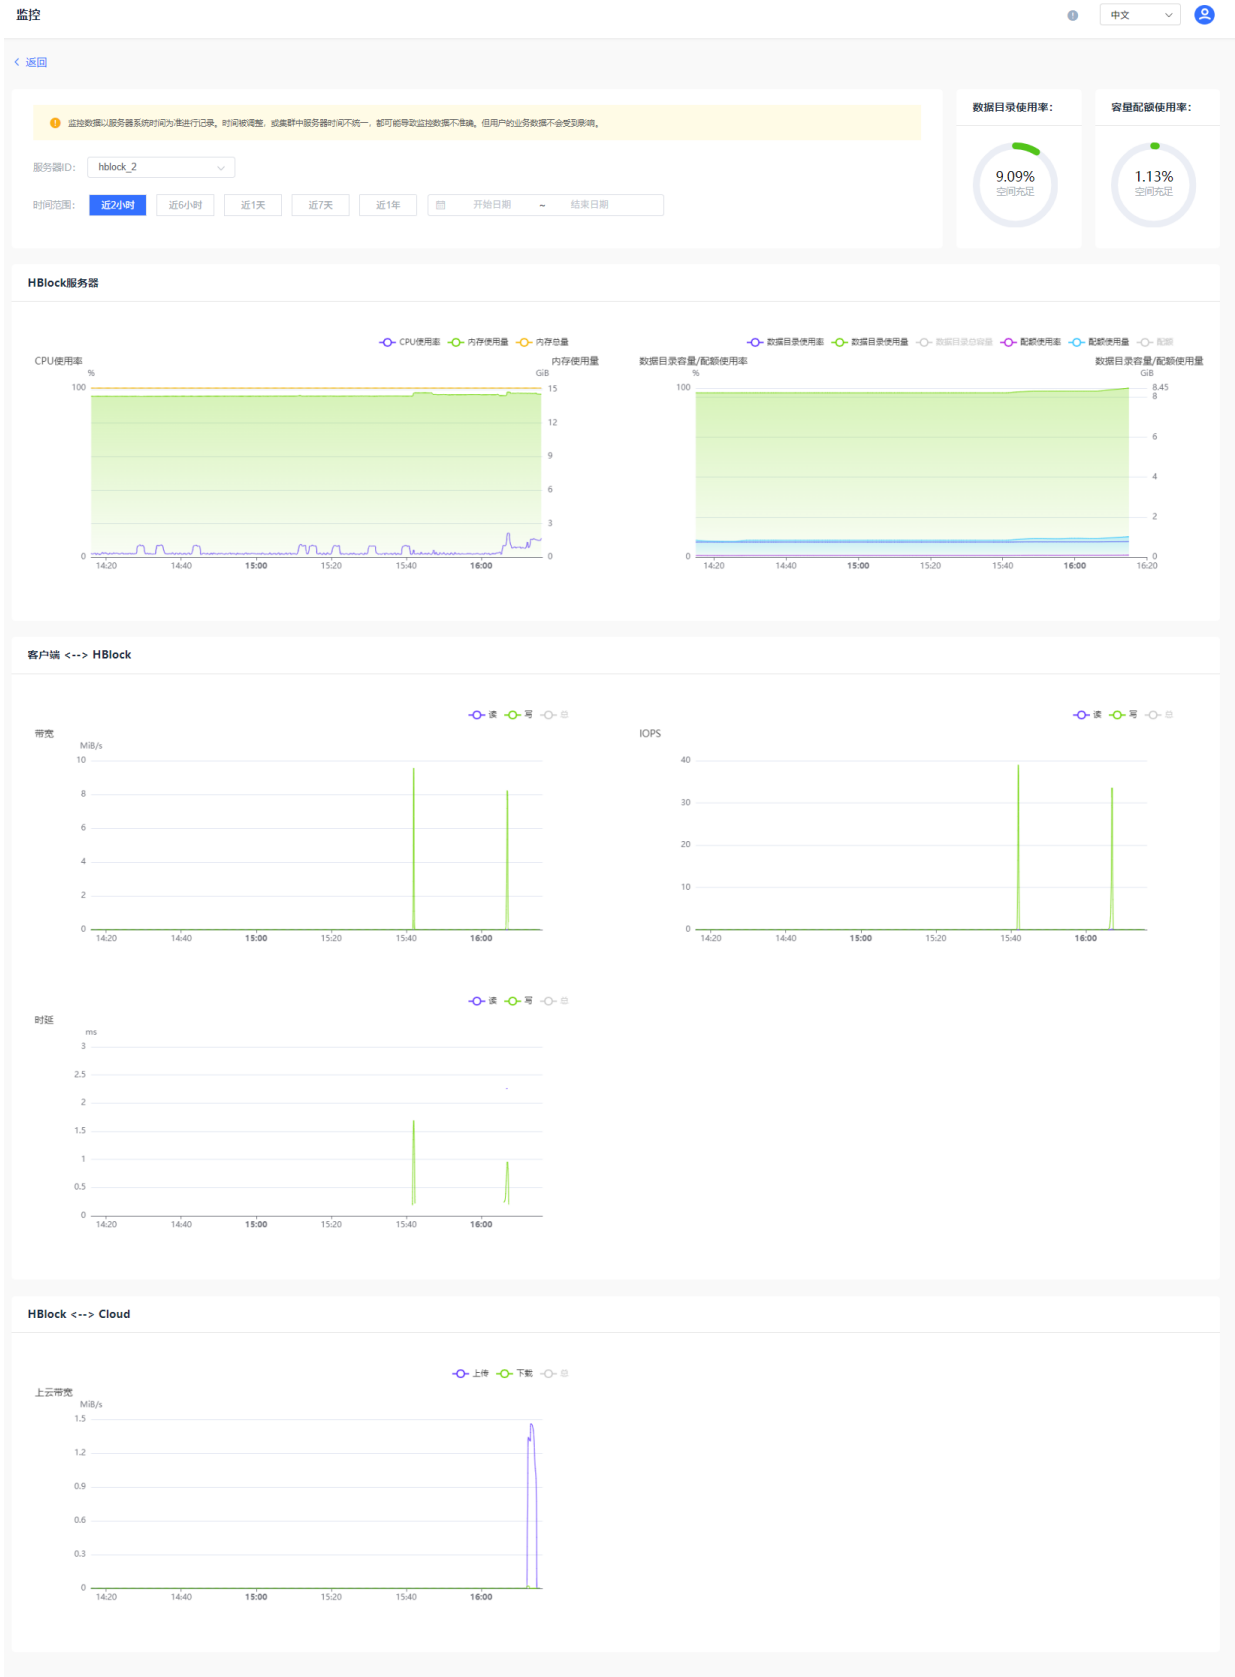 监控
中文
返回
监控数据以服务器系统时间为准进行记录。时间被调整，或集群中服务器时间不统一，都可能导致监控数据不准确。但用户的业务数据不会受到影响。
服务器ID: hblock_2
时间范围: 近2小时 近6小时 近1天 近7天 近1年 开始日期 ~ 结束日期
数据目录使用率:
9.09%
空间充足
容量配额使用率:
1.13%
空间充足
HBlock服务器
CPU使用率 内存使用量 内存总量
CPU使用率
内存使用量
%
GiB
100
0
15
12
9
6
3
0
14:20 14:40 15:00 15:20 15:40 16:00
数据目录使用率 数据目录使用量 数据目录总容量 配额使用率 配额使用量 配额
数据目录容量/配额使用率
数据目录容量/配额使用量
%
GiB
100
0
8.45
8
6
4
2
0
14:20 14:40 15:00 15:20 15:40 16:00 16:20
客户端 <--> HBlock
读 写 总
带宽
MiB/s
10
8
6
4
2
0
14:20 14:40 15:00 15:20 15:40 16:00
读 写 总
IOPS
40
30
20
10
0
14:20 14:40 15:00 15:20 15:40 16:00
读 写 总
时延
ms
3
2.5
2
1.5
1
0.5
0
14:20 14:40 15:00 15:20 15:40 16:00
HBlock <--> Cloud
上传 下载 总
上云带宽
MiB/s
1.5
1.2
0.9
0.6
0.3
0
14:20 14:40 15:00 15:20 15:40 16:00